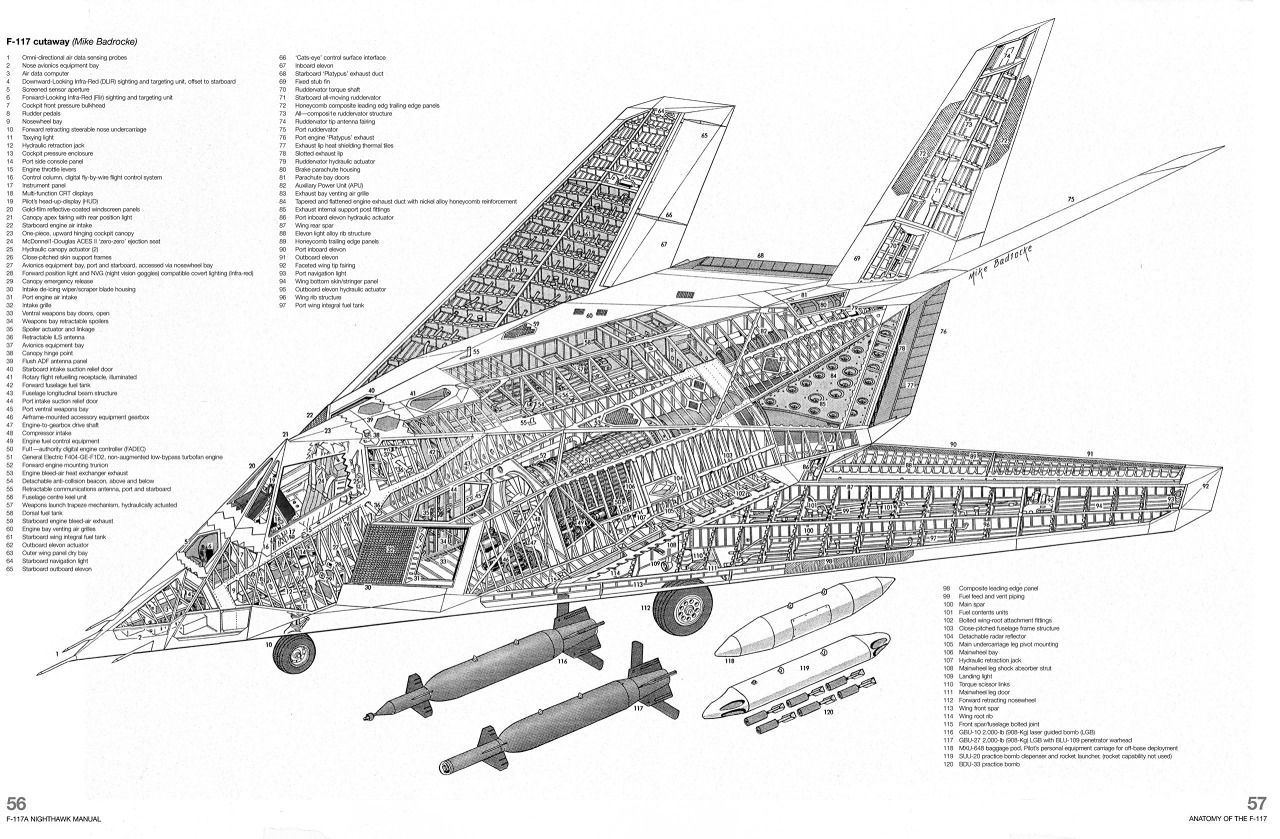 F-117 cutaway (Mike Badrocke)
1 Omni-directional air data sensing probes
2 Nose avionics equipment bay
3 Air data computer
4 Downward-Looking Infra-Red (DLIR) sighting and targeting unit, offset to starboard
5 Screened sensor aperture
6 Forward-Looking Infra-Red (Flir) sighting and targeting unit
7 Cockpit front pressure bulkhead
8 Rudder pedals
9 Nosewheel bay
10 Forward retracting steerable nose undercarriage
11 Taxying light
12 Hydraulic retraction jack
13 Cockpit pressure enclosure
14 Port side console panel
15 Engine throttle levers
16 Control column, digital fly-by-wire flight control system
17 Instrument panel
18 Multi-function CRT displays
19 Pilot's head-up-display (HUD)
20 Gold-film reflective-coated windscreen panels
21 Canopy apex fairing with rear position light
22 Starboard engine air intake
23 One-piece, upward hinging cockpit canopy
24 McDonnell-Douglas ACES II 'zero-zero' ejection seat
25 Hydraulic canopy actuator (2)
26 Close-pitched skin support frames
27 Avionics equipment bay, port and starboard, accessed via nosewheel bay
28 Forward position light and NVG (night vision goggles) compatible covert lighting (Infra-red)
29 Canopy emergency release
30 Intake de-icing wiper/scraper blade housing
31 Port engine air intake
32 Intake grille
33 Ventral weapons bay doors, open
34 Weapons bay retractable spoilers
35 Spoiler actuator and linkage
36 Retractable ILS antenna
37 Avionics equipment bay
38 Canopy hinge point
39 Flush ADF antenna panel
40 Starboard intake suction relief door
41 Rotary flight refuelling receptacle, illuminated
42 Forward fuselage fuel tank
43 Fuselage longitudinal beam structure
44 Port intake suction relief door
45 Port ventral weapons bay
46 Airframe-mounted accessory equipment gearbox
47 Engine-to-gearbox drive shaft
48 Compressor intake
49 Engine fuel control equipment
50 Full—authority digital engine controller (FADEC)
51 General Electric F404-GE-F1D2, non-augmented low-bypass turbofan engine
52 Forward engine mounting trunion
53 Engine bleed-air heat exchanger exhaust
54 Detachable anti-collision beacon, above and below
55 Retractable communications antenna, port and starboard
56 Fuselage centre keel unit
57 Weapons launch trapeze mechanism, hydraulically actuated
58 Dorsal fuel tank
59 Starboard engine bleed-air exhaust
60 Engine bay venting air grilles
61 Starboard wing integral fuel tank
62 Outboard elevon actuator
63 Outer wing panel dry bay
64 Starboard navigation light
65 Starboard outboard elevon
66 'Cats-eye' control surface interface
67 Inboard elevon
68 Starboard 'Platypus' exhaust duct
69 Fixed stub fin
70 Ruddervator torque shaft
71 Starboard all-moving ruddervator
72 Honeycomb composite leading edg trailing edge panels
73 All—composi1e ruddervator structure
74 Ruddervator tip antenna fairing
75 Port ruddervator
76 Port engine 'Platypus' exhaust
77 Exhaust lip heat shielding thermal tiles
78 Slotted exhaust lip
79 Ruddervator hydraulic actuator
80 Brake parachute housing
81 Parachute bay doors
82 Auxiliary Power Unit (APU)
83 Exhaust bay venting air grille
84 Tapered and flattened engine exhaust duct with nickel alloy honeycomb reinforcement
85 Exhaust internal support post fittings
86 Port inboard elevon hydraulic actuator
87 Wing rear spar
88 Eleven light alloy rib structure
89 Honeycomb trailing edge panels
90 Port inboard elevon
91 Outboard elevon
92 Faceted wing tip fairing
93 Port navigation light
94 Wing bottom skin/stringer panel
95 Outboard elevon hydraulic actuator
96 Wing rib structure
97 Port wing integral fuel tank
Mike Badrocke
98 Composite leading edge panel
99 Fuel feed and vent piping
100 Main spar
101 Fuel contents units
102 Bolted wing-root attachment fittings
103 Close-pitched fuselage frame structure
104 Detachable radar reflector
105 Main undercarriage leg pivot mounting
106 Mainwheel bay
107 Hydraulic retraction jack
108 Mainwheel leg shock absorber strut
109 Landing light
110 Torque scissor links
111 Mainwheel leg door
112 Forward retracting nosewheel
113 Wing front spar
114 Wing root rib
115 Front spar/fuselage bolted joint
116 GBU-10 2,000-lb (908-Kg) laser guided bomb (LGB)
117 GBU-27 2,000-lb (908-Kg) LGB with BLU-109 penetrator warhead
118 MXU-648 baggage pod, Pilot's personal equipment carriage for off-base deployment
119 SUU-20 practice bomb dispenser and rocket launcher, (rocket capability not used)
120 BDU-33 practice bomb
56
F-117A NIGHTHAWK MANUAL
57
ANATOMY OF THE F-117